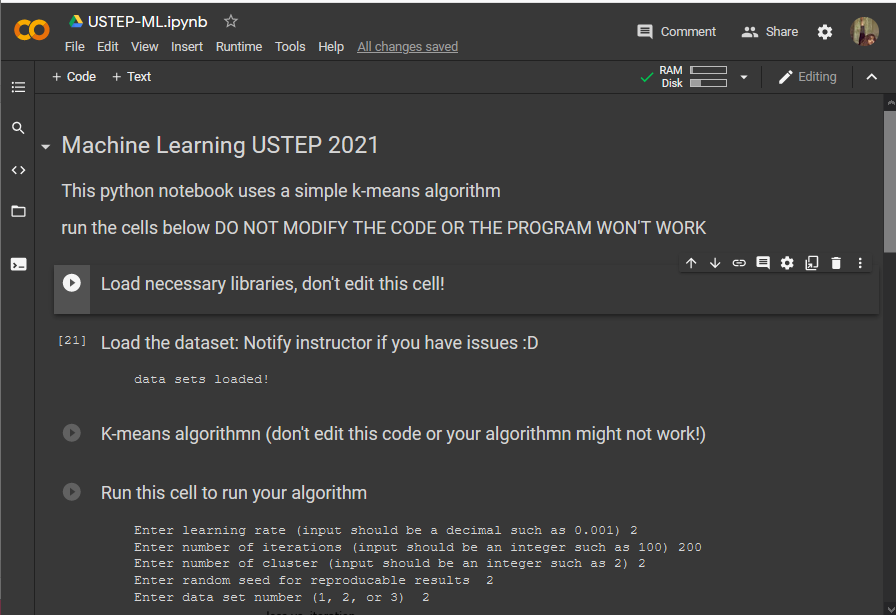 USTEP-ML.ipynb
Comment
Share
File Edit View Insert Runtime Tools Help All changes saved
+ Code + Text
RAM
Disk
Editing
Machine Learning USTEP 2021
This python notebook uses a simple k-means algorithm
run the cells below DO NOT MODIFY THE CODE OR THE PROGRAM WON'T WORK
Load necessary libraries, don't edit this cell!
[21] Load the dataset: Notify instructor if you have issues :D
data sets loaded!
K-means algorithmn (don't edit this code or your algorithmn might not work!)
Run this cell to run your algorithm
Enter learning rate (input should be a decimal such as 0.001) 2
Enter number of iterations (input should be an integer such as 100) 200
Enter number of cluster (input should be an integer such as 2) 2
Enter random seed for reproducable results 2
Enter data set number (1, 2, or 3) 2